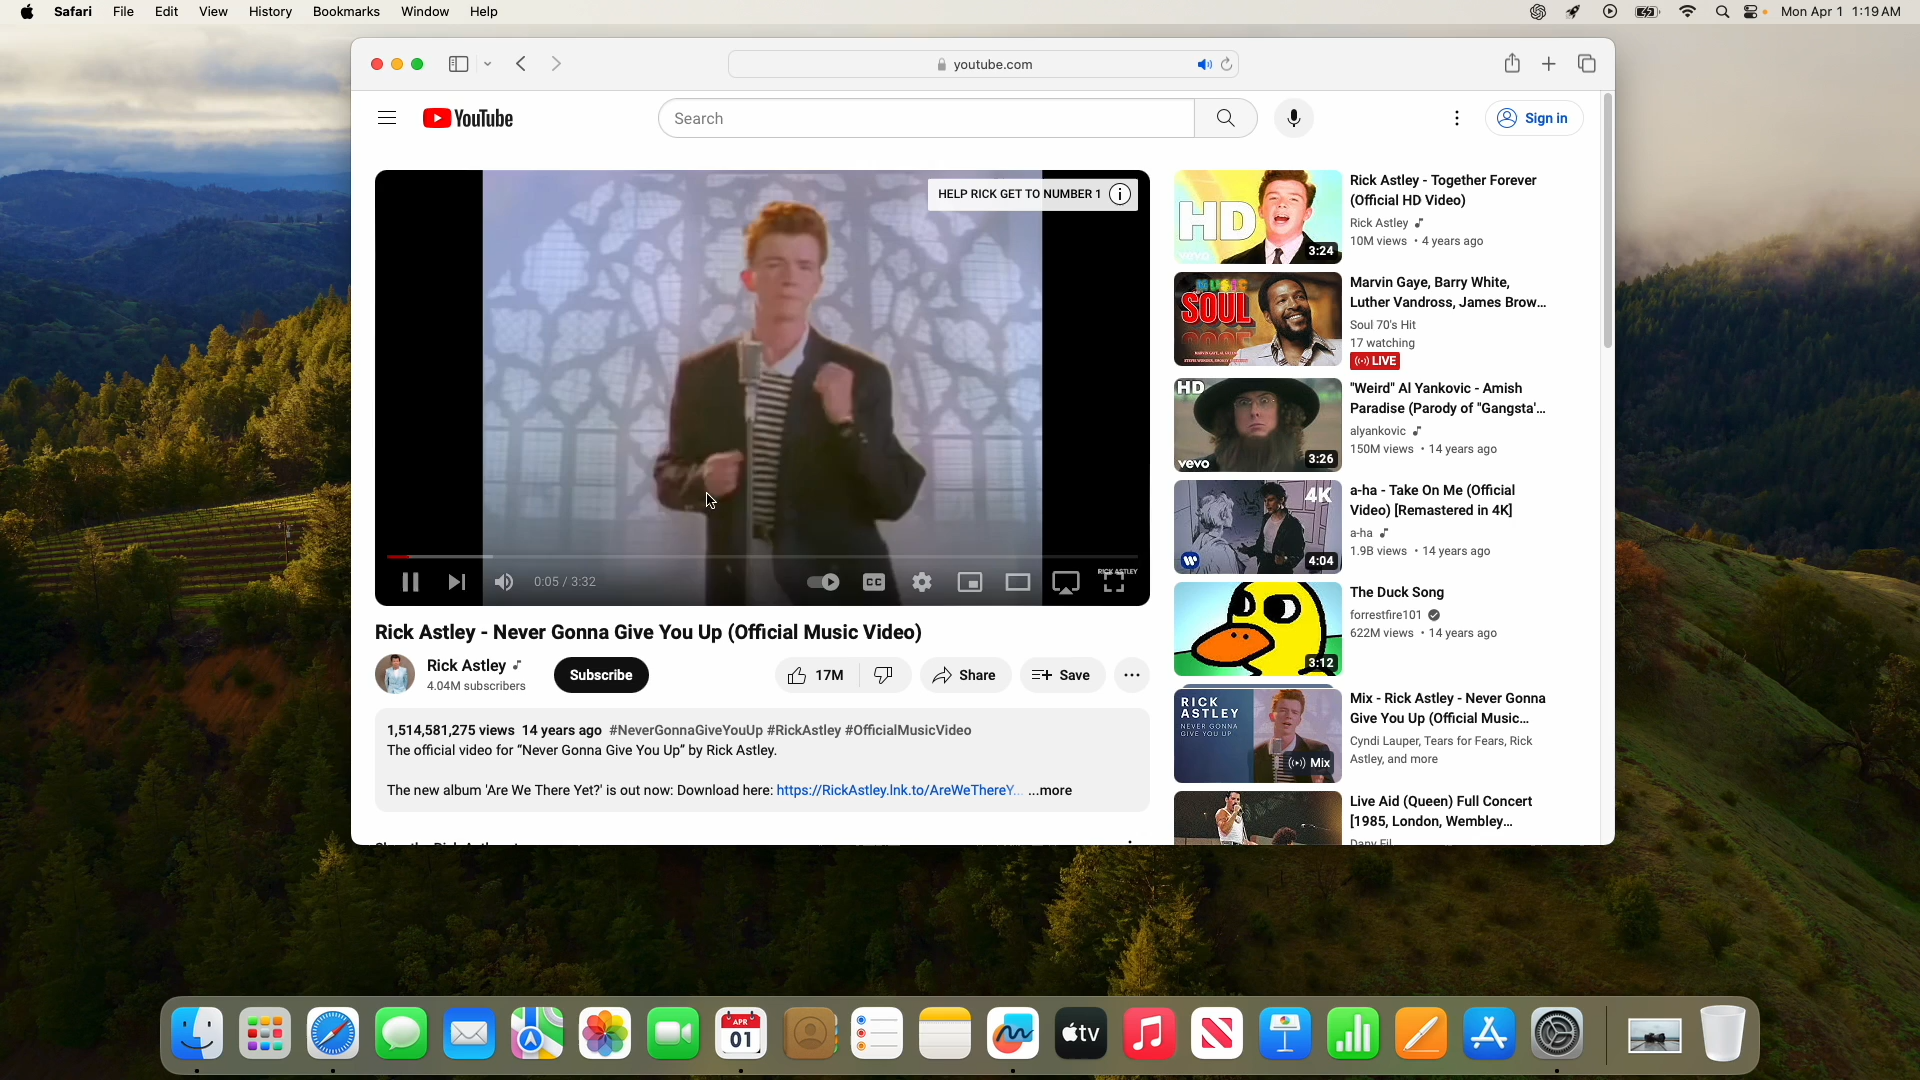 Safari File Edit View History Bookmarks Window Help
Mon Apr 1 1:19 AM
youtube.com
YouTube
Search
Sign in
HELP RICK GET TO NUMBER 1
0:05 / 3:32
CC
RICK ASTLEY
Rick Astley - Never Gonna Give You Up (Official Music Video)
Rick Astley
4.04M subscribers
Subscribe
17M
Share
Save
1,514,581,275 views 14 years ago #NeverGonnaGiveYouUp #RickAstley #OfficialMusicVideo
The official video for “Never Gonna Give You Up” by Rick Astley.
The new album 'Are We There Yet?' is out now: Download here: https://RickAstley.lnk.to/AreWeThereY... ...more
HD
vevo
3:24
Rick Astley - Together Forever
(Official HD Video)
Rick Astley
10M views • 4 years ago
MUSIC
SOUL
Marvin Gaye, Barry White,
Luther Vandross, James Brow...
Soul 70's Hit
17 watching
LIVE
HD
vevo
3:26
"Weird" Al Yankovic - Amish
Paradise (Parody of "Gangsta'...
alyankovic
150M views • 14 years ago
4K
4:04
a-ha - Take On Me (Official
Video) [Remastered in 4K]
a-ha
1.9B views • 14 years ago
3:12
The Duck Song
forrestfire101
622M views • 14 years ago
RICK
ASTLEY
NEVER GONNA
GIVE YOU UP
Mix
Mix - Rick Astley - Never Gonna
Give You Up (Official Music...
Cyndi Lauper, Tears for Fears, Rick
Astley, and more
Live Aid (Queen) Full Concert
[1985, London, Wembley...
APR
01
tv